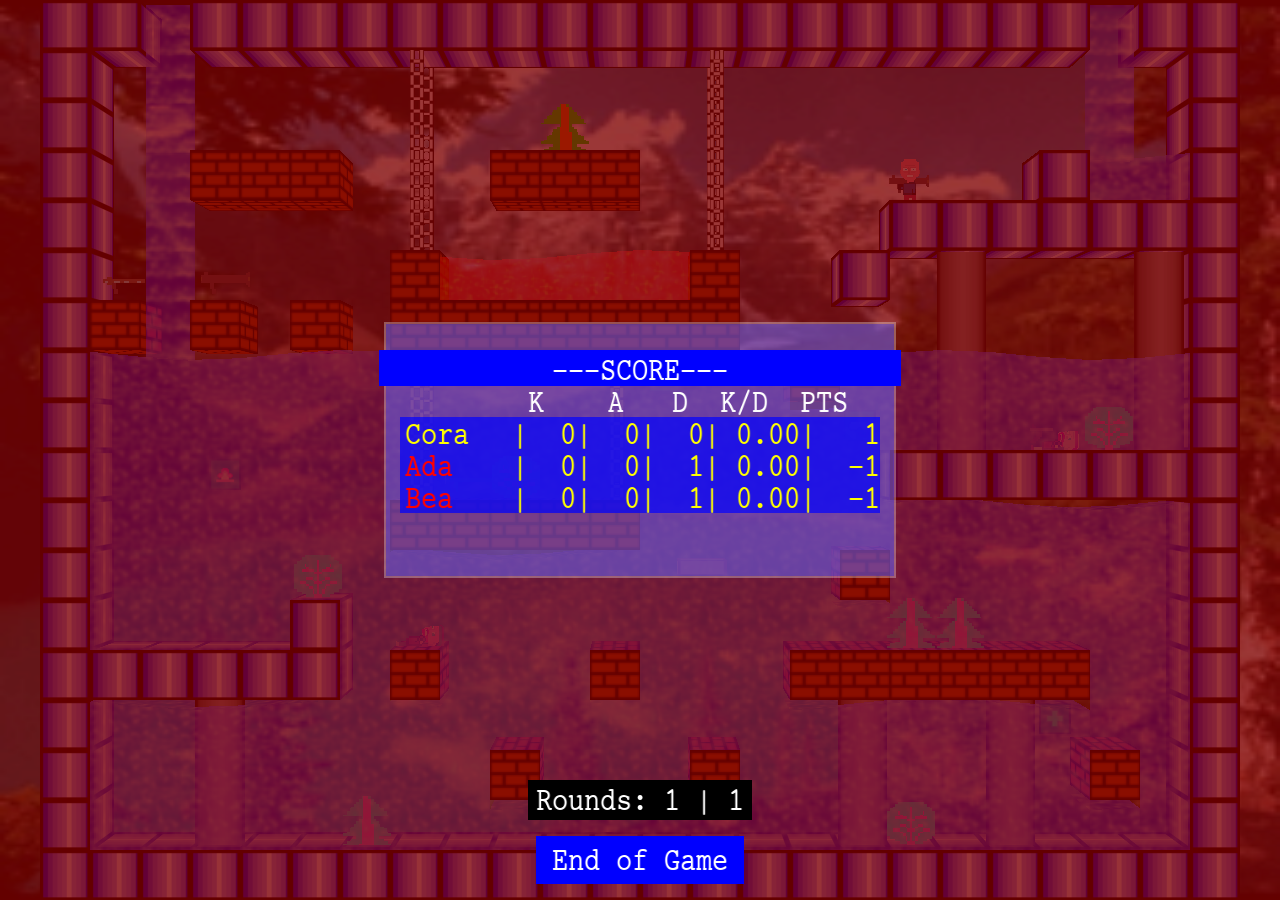 ---SCORE---
K A D K/D PTS
Cora | 0| 0| 0| 0.00| 1
Ada | 0| 0| 1| 0.00| -1
Bea | 0| 0| 1| 0.00| -1
Rounds: 1 | 1
End of Game